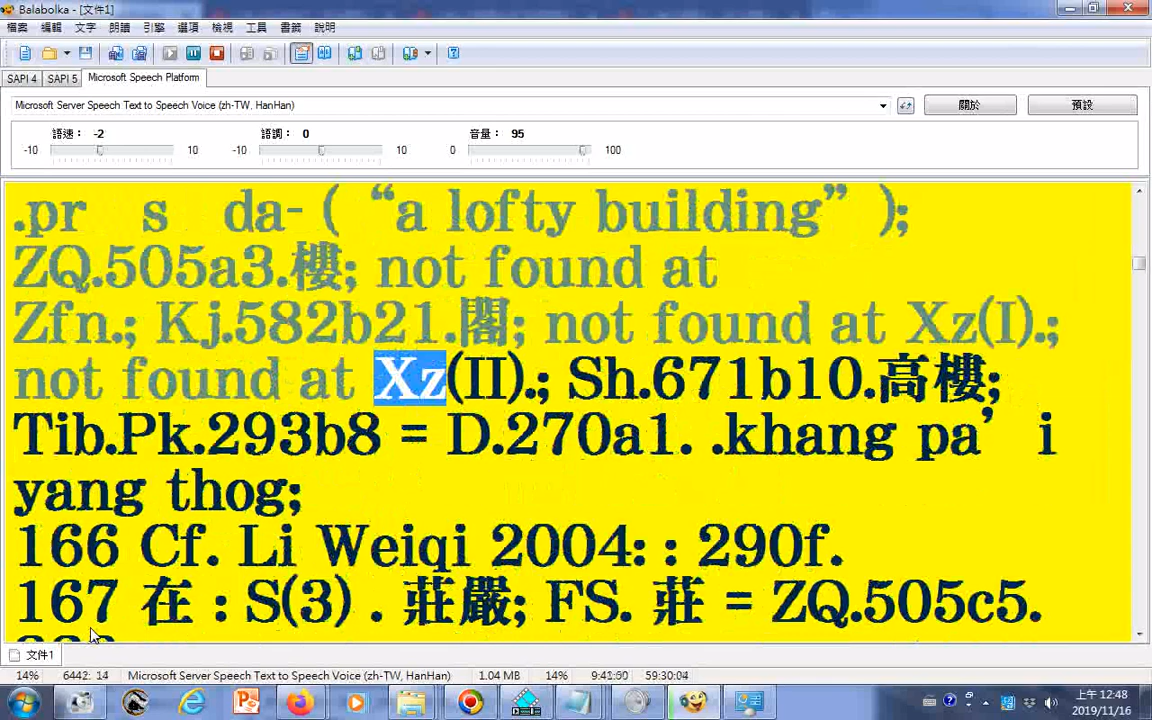 Balabolka - [文件1]
檔案 編輯 文字 朗讀 引擎 選項 檢視 工具 書籤 說明
SAPI 4 SAPI 5 Microsoft Speech Platform
Microsoft Server Speech Text to Speech Voice (zh-TW, HanHan) 關於 預設
語速： -2 語調： 0 音量： 95
-10 10 -10 10 0 100
.pr s da- ( “a lofty building” );
ZQ.505a3.樓; not found at
Zfn.; Kj.582b21.閣; not found at Xz(I).;
not found at Xz(II).; Sh.671b10.高樓;
Tib.Pk.293b8 = D.270a1. .khang pa’ i
yang thog;
166 Cf. Li Weiqi 2004: : 290f.
167 在 : S(3) . 莊嚴; FS. 莊 = ZQ.505c5.
文件1
14% 6442: 14 Microsoft Server Speech Text to Speech Voice (zh-TW, HanHan) 1.04 MB 14% 9:41:50 59:30:04
上午 12:48
2019/11/16